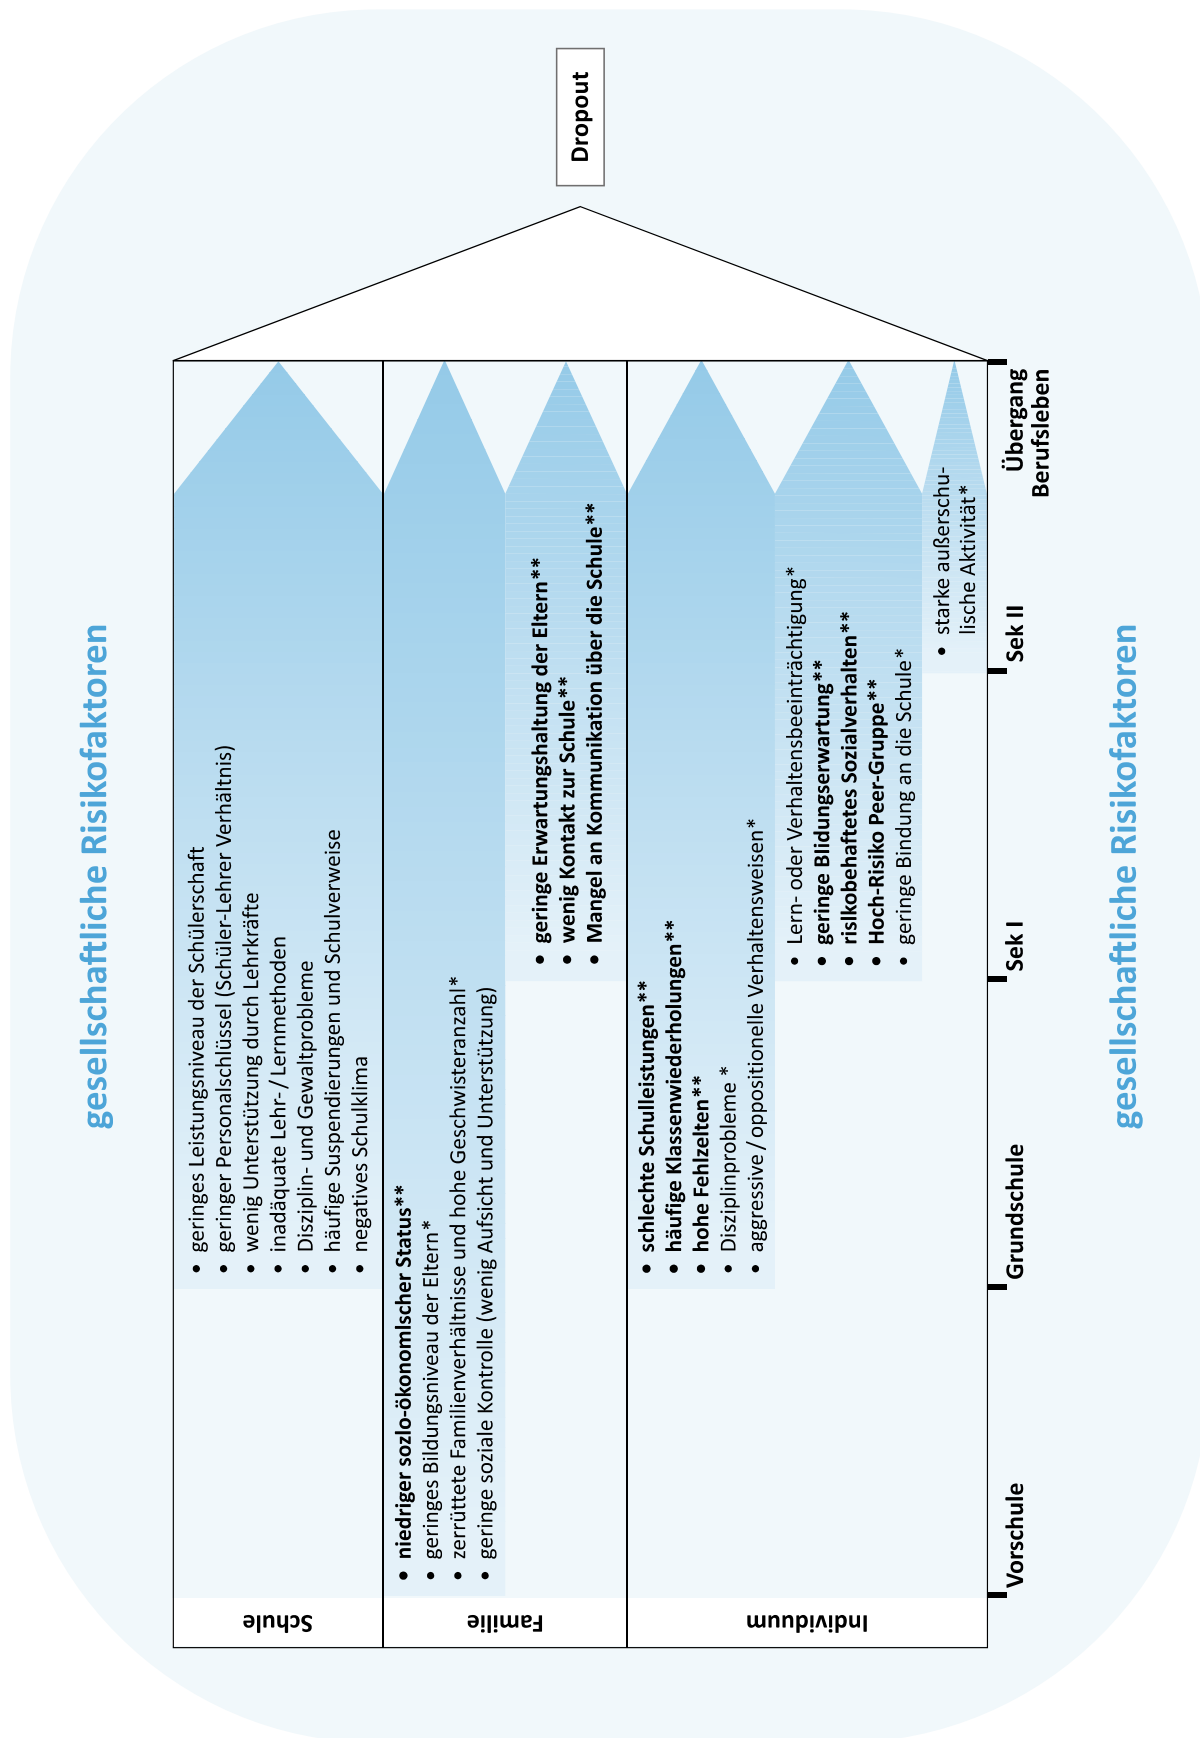 gesellschaftliche Risikofaktoren
Schule
• geringes Leistungsniveau der Schülerschaft
• geringer Personalschlüssel (Schüler-Lehrer Verhältnis)
• wenig Unterstützung durch Lehrkräfte
• inadäquate Lehr- / Lernmethoden
• Disziplin- und Gewaltprobleme
• häufige Suspendierungen und Schulverweise
• negatives Schulklima
Familie
• niedriger sozIo-ökonomIscher Status**
• geringes Bildungsniveau der Eltern*
• zerrüttete Familienverhältnisse und hohe Geschwisteranzahl*
• geringe soziale Kontrolle (wenig Aufsicht und Unterstützung)
• geringe Erwartungshaltung der Eltern**
• wenig Kontakt zur Schule**
• Mangel an Kommunikation über die Schule**
Individuum
• schlechte Schulleistungen**
• häufige Klassenwiederholungen**
• hohe FehlzeIten**
• Disziplinprobleme *
• aggressive / oppositionelle Verhaltensweisen*
• Lern- oder Verhaltensbeeinträchtigung*
• geringe Blidungserwartung**
• risIkobehaftetes Sozialverhalten**
• Hoch-Risiko Peer-Gruppe**
• geringe Bindung an die Schule*
• starke außerschu-
lische Aktivität*
Vorschule
Grundschule
Sek I
Sek II
Übergang
Berufsleben
Dropout
gesellschaftliche Risikofaktoren